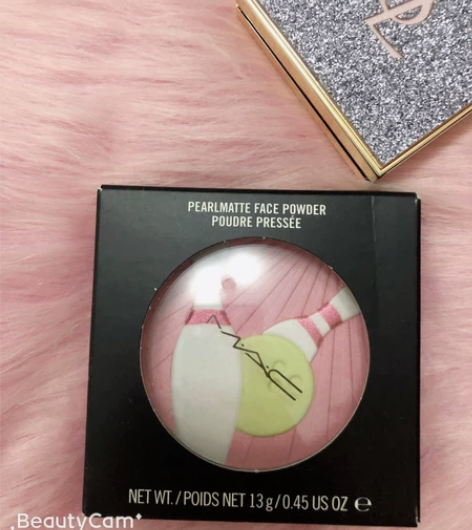 PEARLMATTE FACE POWDER
POUDRE PRESSÉE
M·A·C
NET WT. / POIDS NET 13 g / 0.45 US OZ ℮
BeautyCam